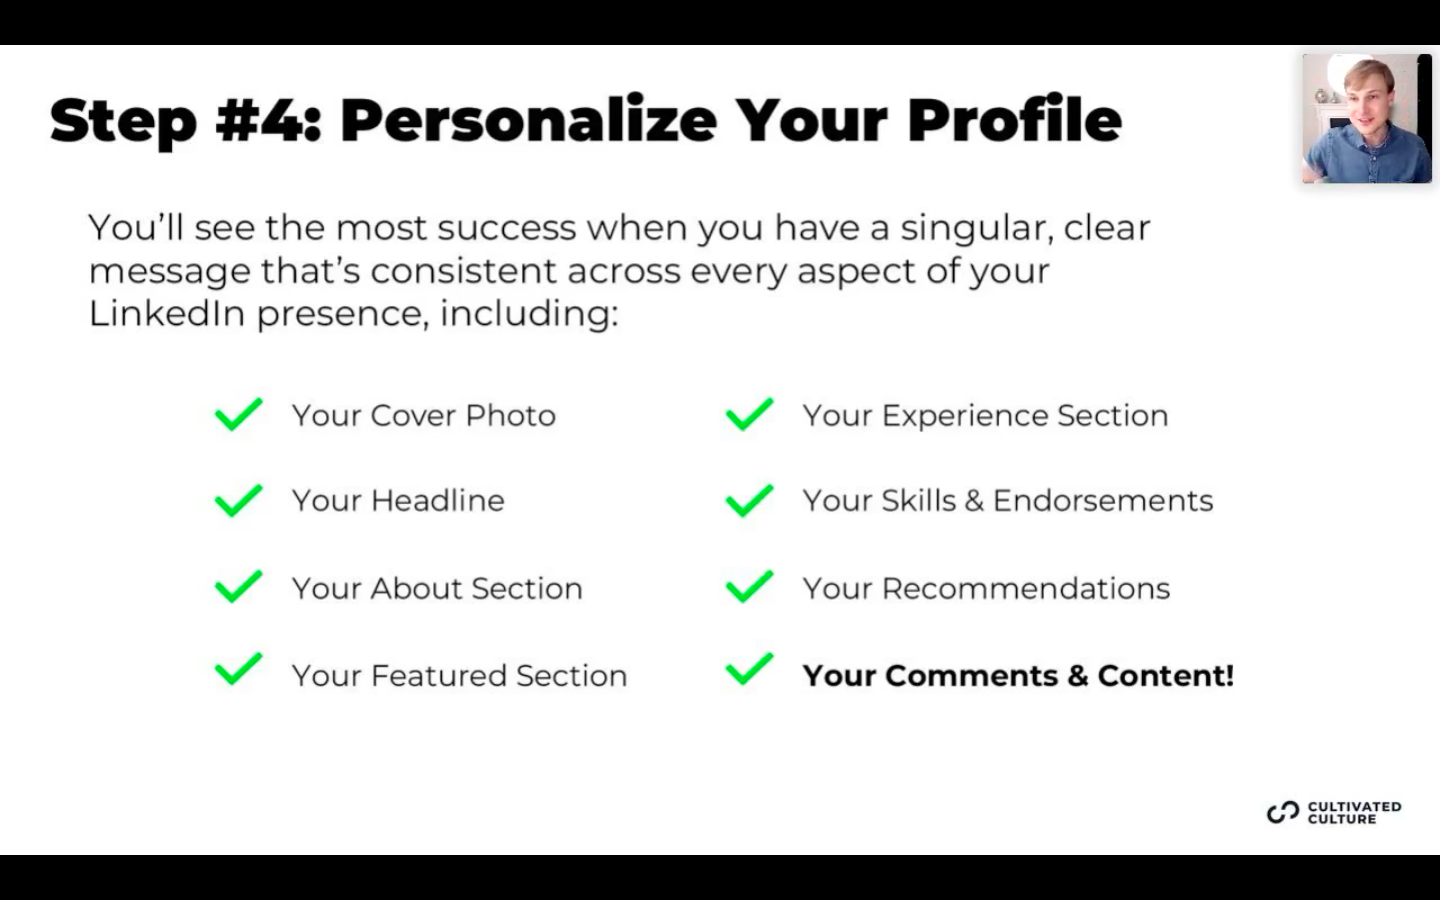 Step #4: Personalize Your Profile
You’ll see the most success when you have a singular, clear
message that’s consistent across every aspect of your
LinkedIn presence, including:
Your Cover Photo
Your Headline
Your About Section
Your Featured Section
Your Experience Section
Your Skills & Endorsements
Your Recommendations
Your Comments & Content!
CULTIVATED
CULTURE